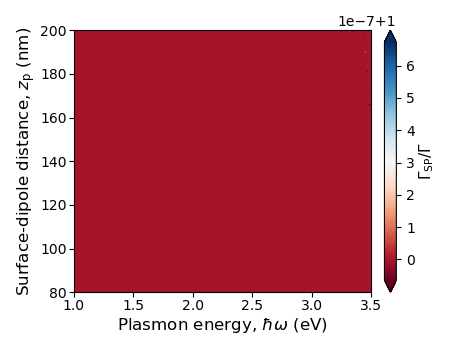 1e−7+1
200
180
160
140
120
100
80
Surface-dipole distance, zp (nm)
1.0 1.5 2.0 2.5 3.0 3.5
Plasmon energy, ℏω (eV)
6
5
4
3
2
1
0
ΓSP/Γ